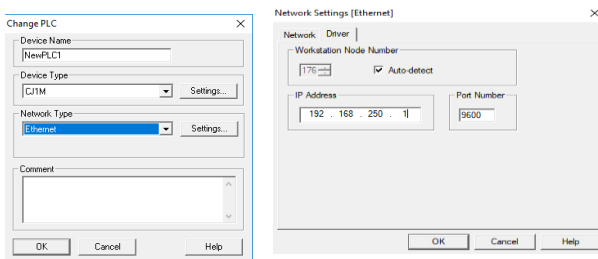 Change PLC
Device Name
NewPLC1
Device Type
CJ1M
Settings...
Network Type
Ethernet
Settings...
Comment
OK
Cancel
Help
Network Settings [Ethernet]
Network
Driver
Workstation Node Number
176
Auto-detect
IP Address
192 . 168 . 250 . 1
Port Number
9600
OK
Cancel
Help